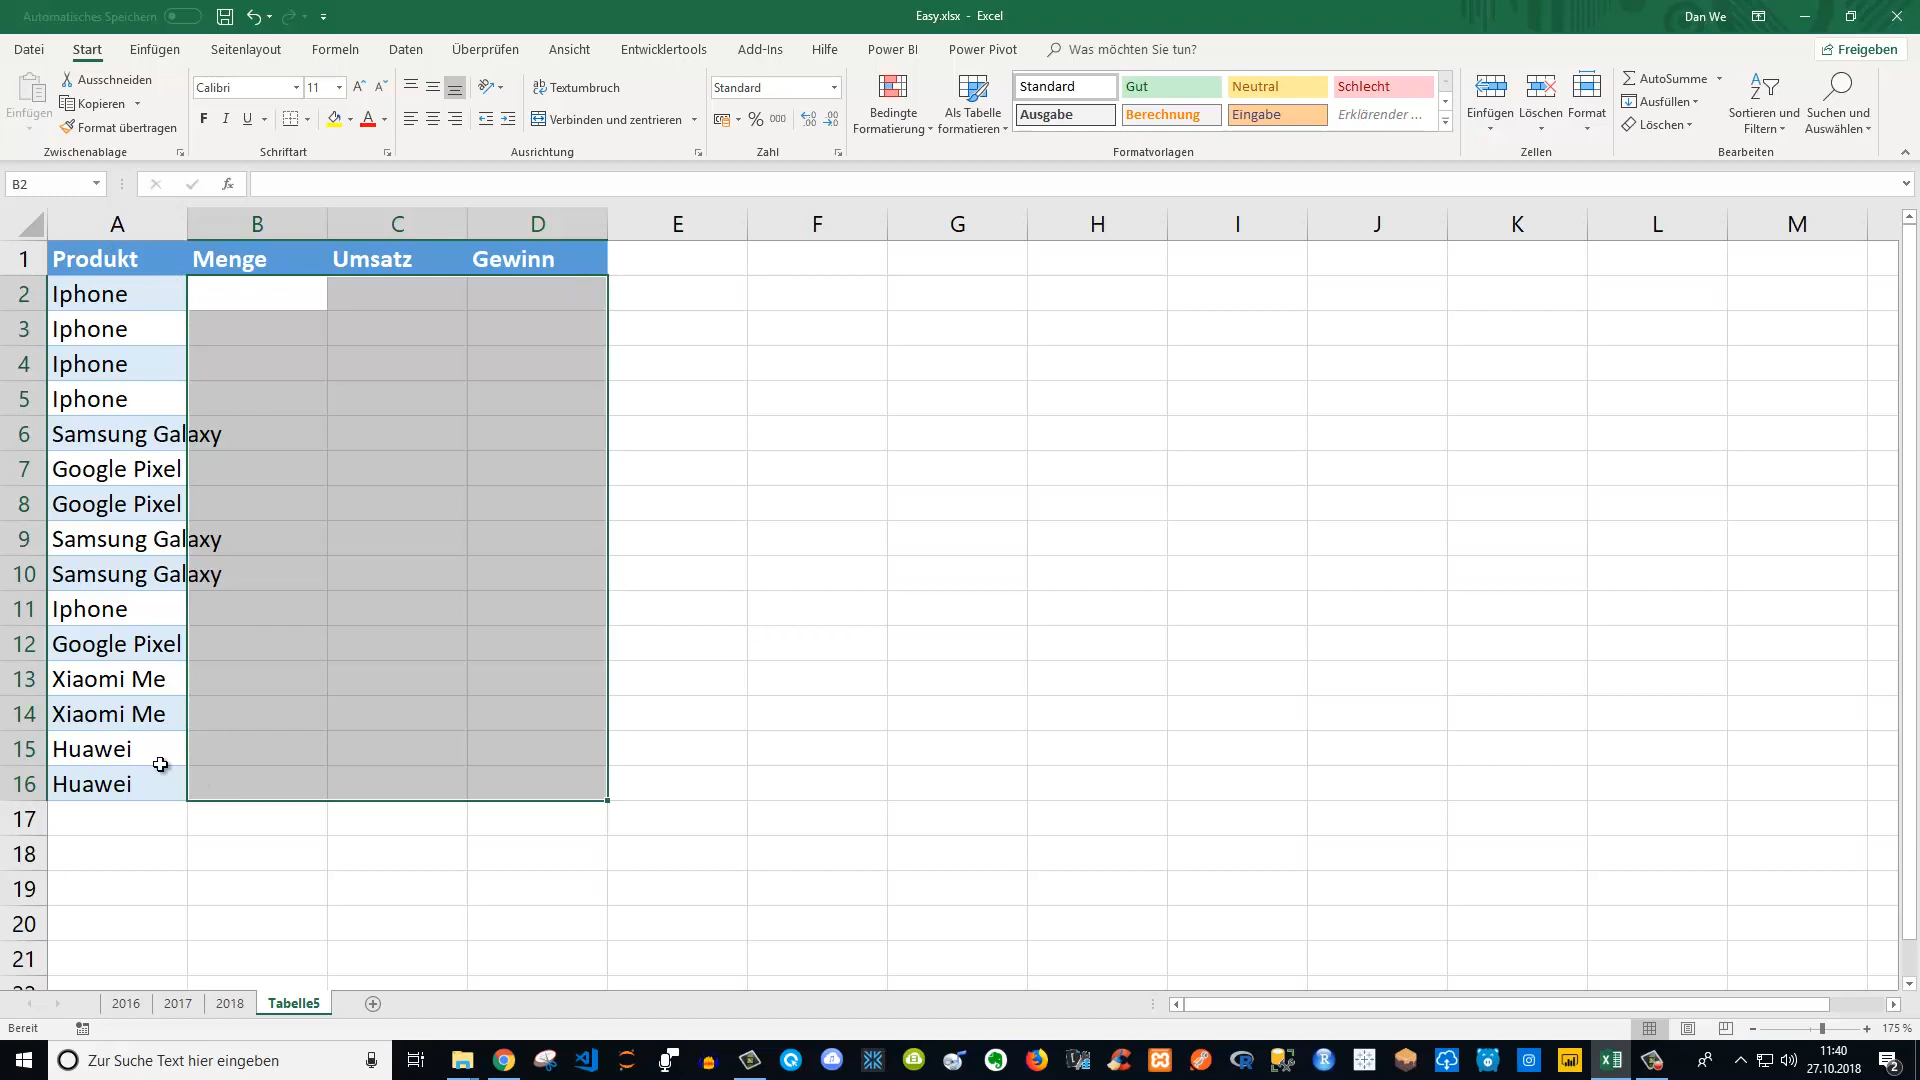 Automatisches Speichern
Easy.xlsx - Excel
Dan We
Datei Start Einfügen Seitenlayout Formeln Daten Überprüfen Ansicht Entwicklertools Add-Ins Hilfe Power BI Power Pivot Was möchten Sie tun? Freigeben
Einfügen
Ausschneiden
Kopieren
Format übertragen
Zwischenablage
Calibri 11
F K U
Schriftart
Textumbruch
Verbinden und zentrieren
Ausrichtung
Standard
% 000
Zahl
Bedingte Formatierung
Als Tabelle formatieren
Standard Gut Neutral Schlecht
Ausgabe Berechnung Eingabe Erklärender ...
Formatvorlagen
Einfügen Löschen Format
Zellen
AutoSumme
Ausfüllen
Löschen
Sortieren und Filtern
Suchen und Auswählen
Bearbeiten
B2 fx
A B C D E F G H I J K L M
1 Produkt Menge Umsatz Gewinn
2 Iphone
3 Iphone
4 Iphone
5 Iphone
6 Samsung Galaxy
7 Google Pixel
8 Google Pixel
9 Samsung Galaxy
10 Samsung Galaxy
11 Iphone
12 Google Pixel
13 Xiaomi Me
14 Xiaomi Me
15 Huawei
16 Huawei
17
18
19
20
21
2016 2017 2018 Tabelle5
Bereit
175 %
Zur Suche Text hier eingeben
11:40
27.10.2018
2